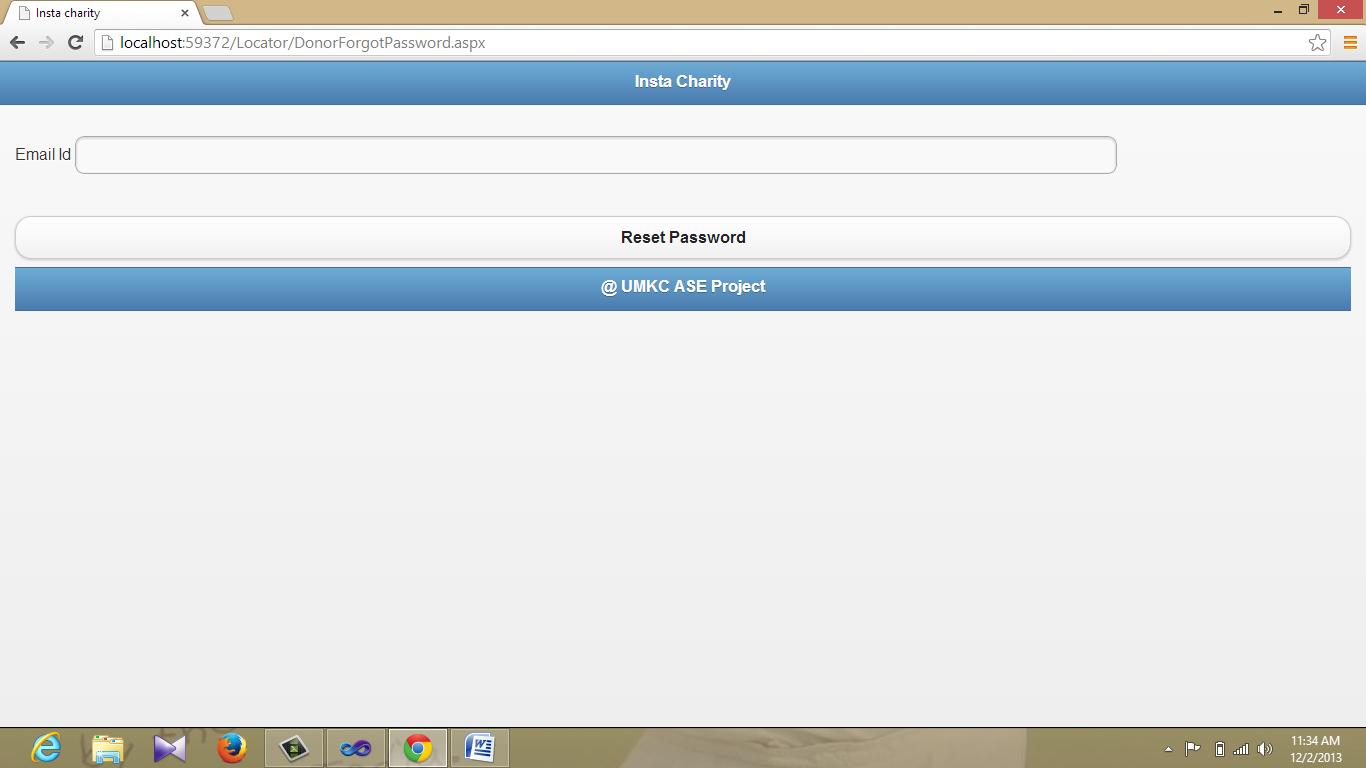 Insta charity
localhost:59372/Locator/DonorForgotPassword.aspx
Insta Charity
Email Id
Reset Password
@ UMKC ASE Project
11:34 AM
12/2/2013